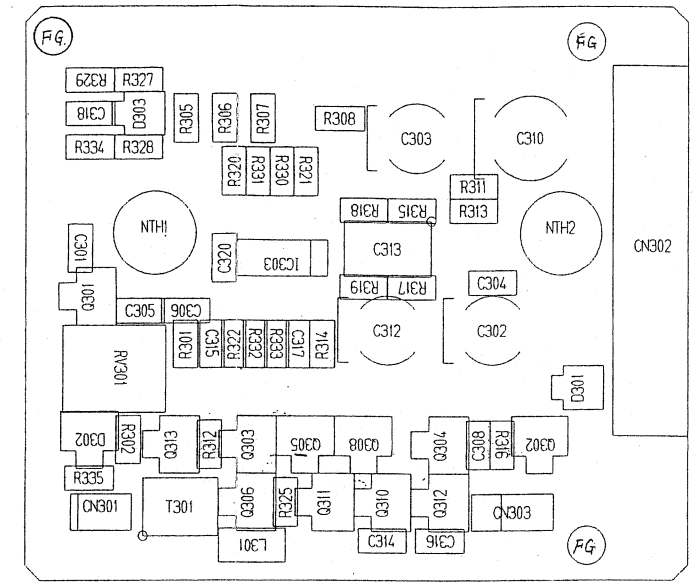 FG.
FG
R329 R327
C318 D303
R334 R328
R305
R306
R307
R308
C303
C310
R320
R331
R330
R321
R311
R313
R318 R315
C313
R319 R317
NTH1
NTH2
CN302
C301
C320
IC303
C304
Q301
C305 C306
C312
C302
RV301
R301
C315
R322
R332
R333
C317
R314
D301
D302
R302
Q313
R312
Q303
Q305
Q308
Q304
C308
R316
Q302
R335
CN301
T301
Q306
R325
Q311
Q310
Q312
CN303
L301
C314
C316
FG